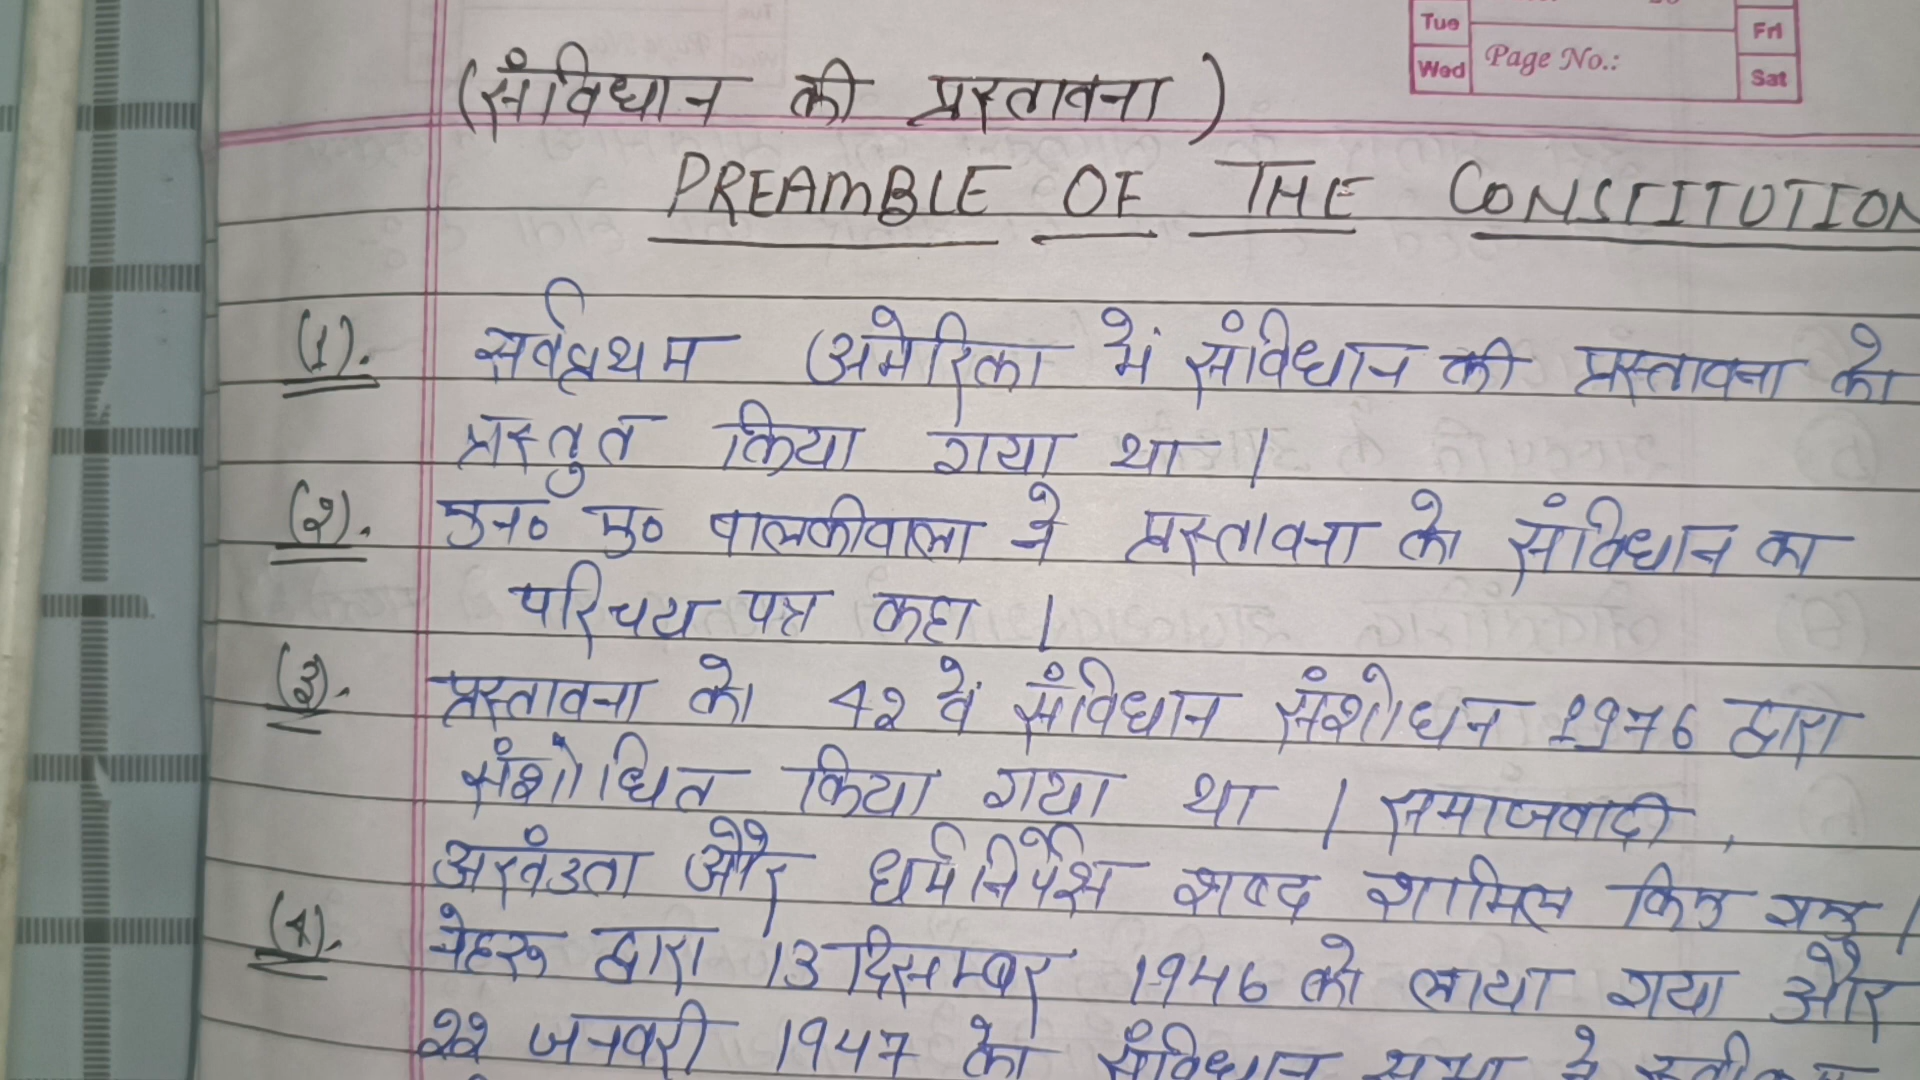 Tue
Fri
Wed
Page No.:
Sat
(संविधान की प्रस्तावना)
PREAMBLE OF THE CONSTITUTION
(1). सर्वप्रथम अमेरिका में संविधान की प्रस्तावना को
प्रस्तुत किया गया था।
(2). एन० ए० पालकीवाला ने प्रस्तावना को संविधान का
परिचय पत्र कहा।
(3). प्रस्तावना को 42 वें संविधान संशोधन 1976 द्वारा
संशोधित किया गया था। समाजवादी,
अखंडता और धर्मनिर्पेक्ष शब्द शामिल किए गए।
(4). नेहरू द्वारा 13 दिसम्बर 1946 को लाया गया और
22 जनवरी 1947 को संविधान सभा ने